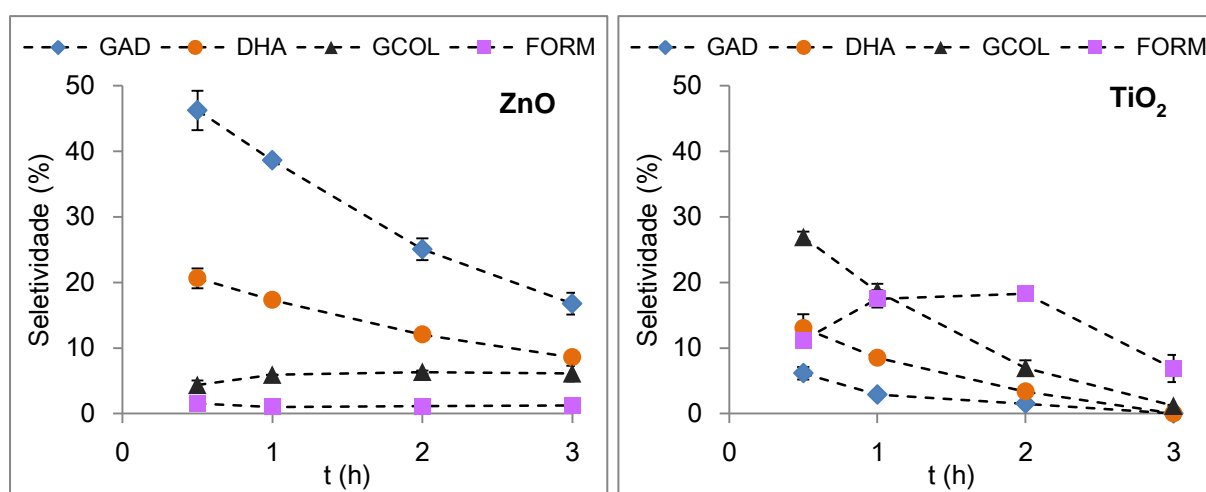 GAD DHA GCOL FORM
ZnO
Seletividade (%)
50
40
30
20
10
0
0 1 2 3
t (h)
GAD DHA GCOL FORM
TiO₂
Seletividade (%)
50
40
30
20
10
0
0 1 2 3
t (h)